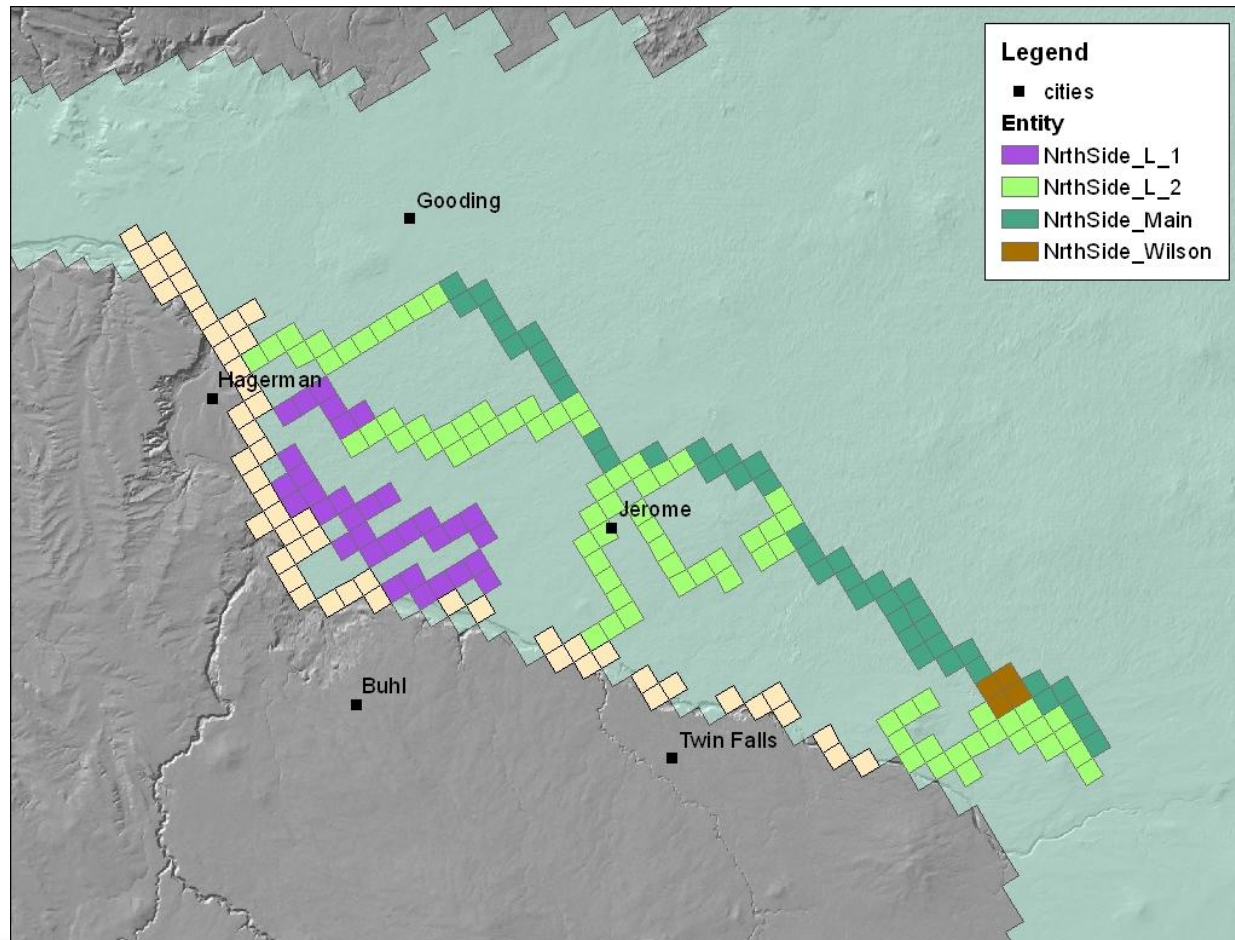 Legend
cities
Entity
NrthSide_L_1
NrthSide_L_2
NrthSide_Main
NrthSide_Wilson
Gooding
Hagerman
Jerome
Buhl
Twin Falls